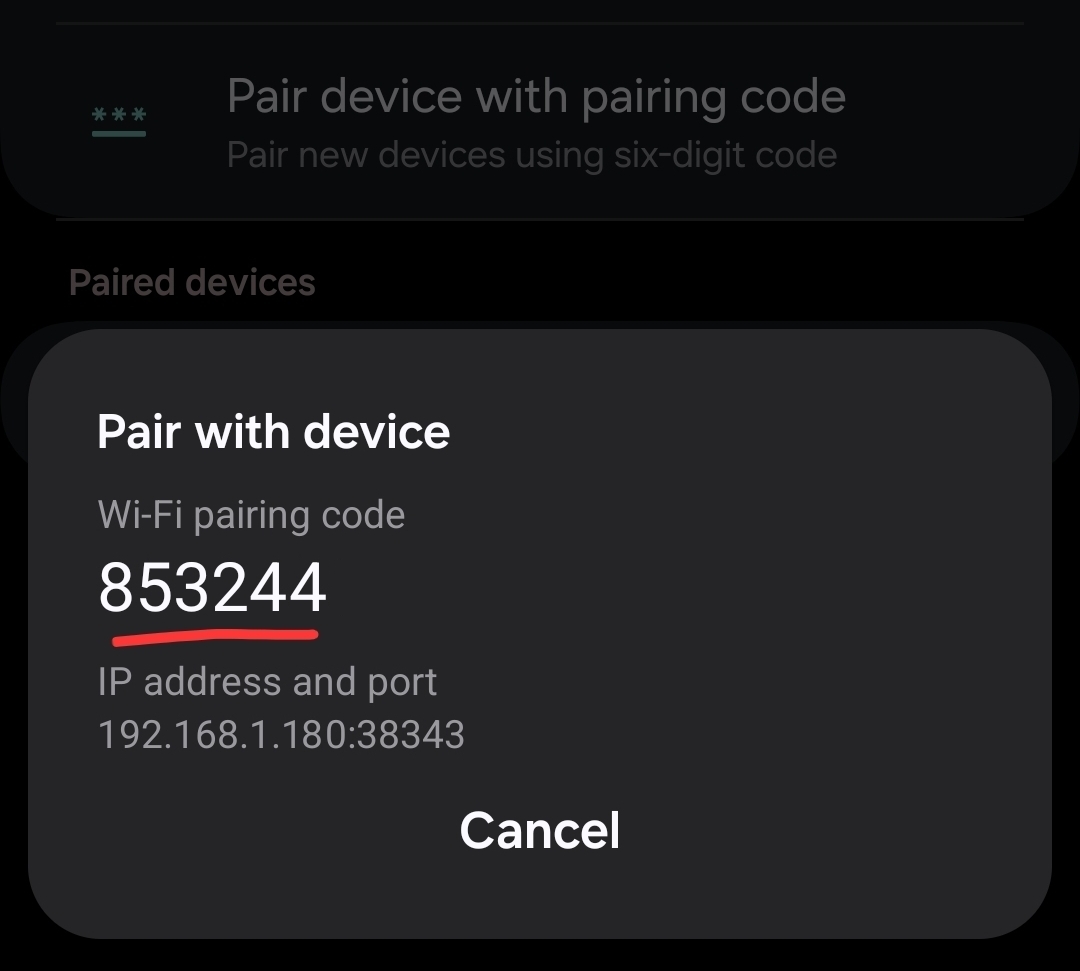 ***
Pair device with pairing code
Pair new devices using six-digit code
Paired devices
Pair with device
Wi-Fi pairing code
853244
IP address and port
192.168.1.180:38343
Cancel